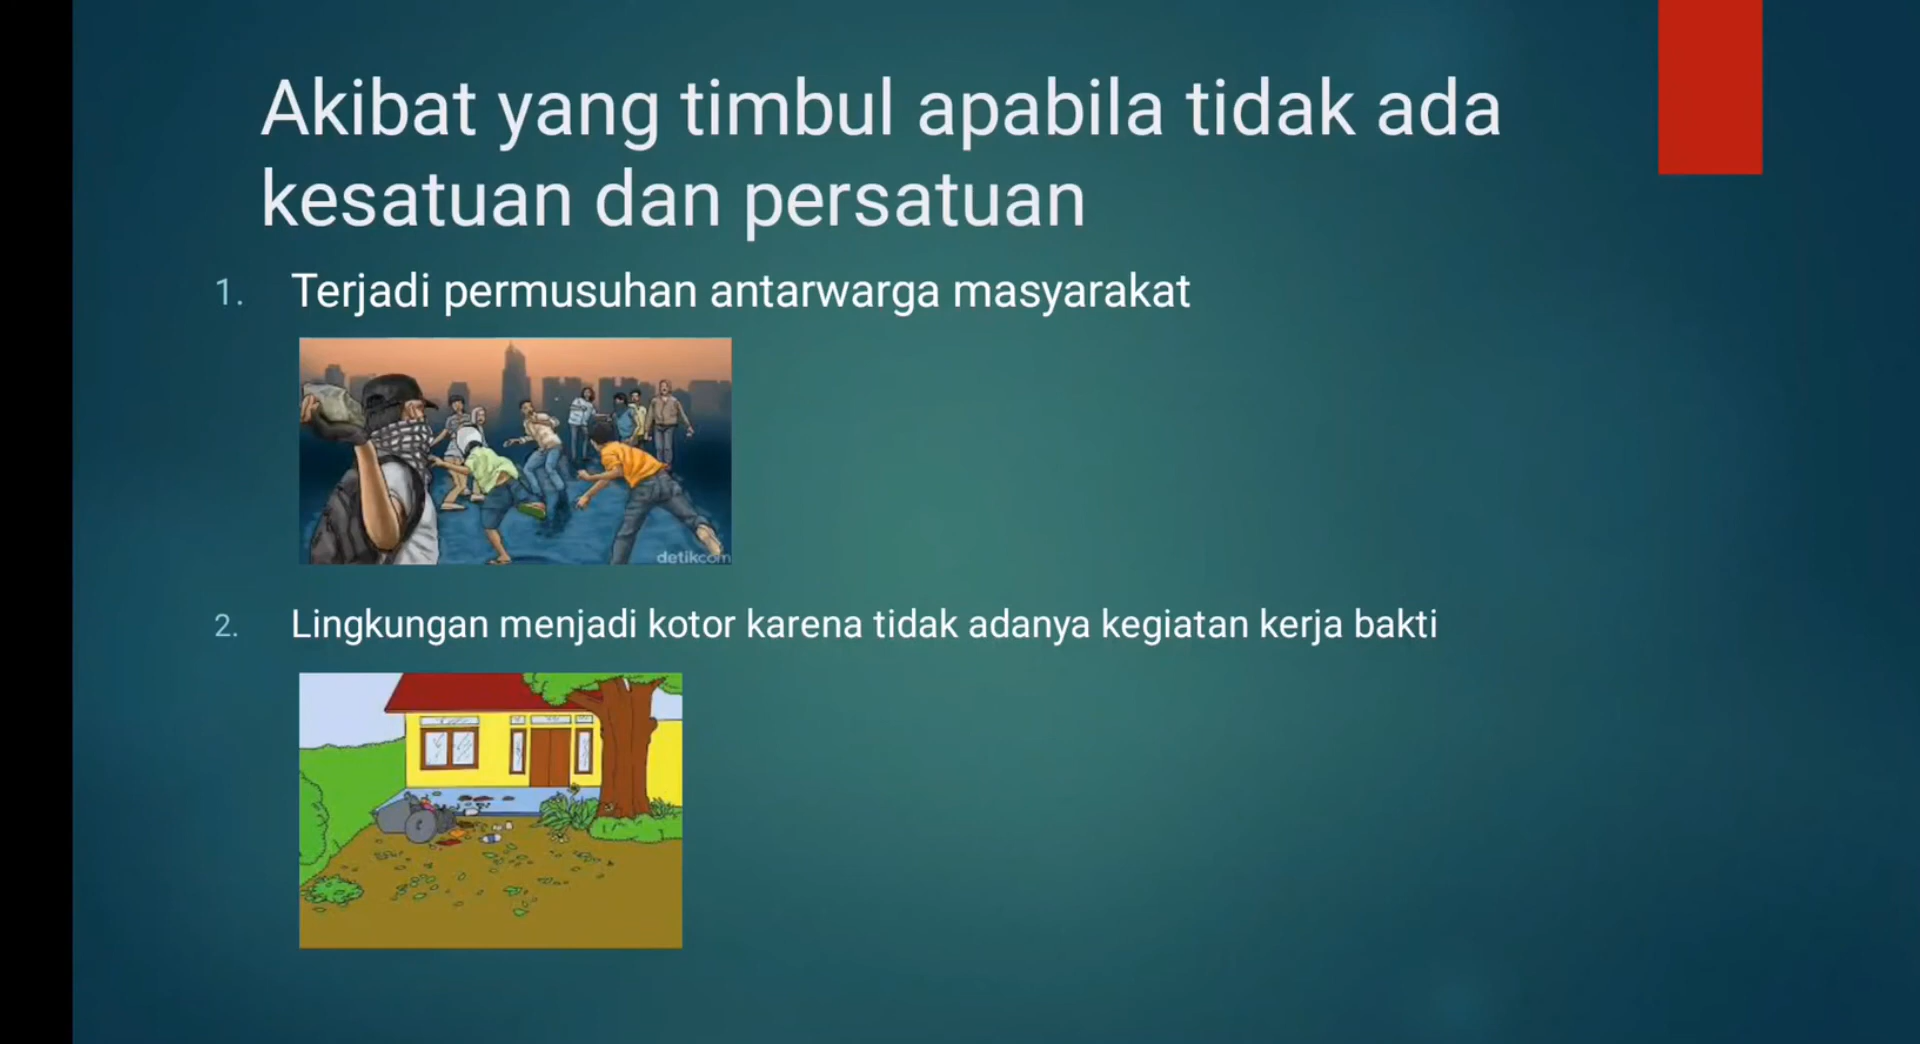 Akibat yang timbul apabila tidak ada
kesatuan dan persatuan
1. Terjadi permusuhan antarwarga masyarakat
detikcom
2. Lingkungan menjadi kotor karena tidak adanya kegiatan kerja bakti